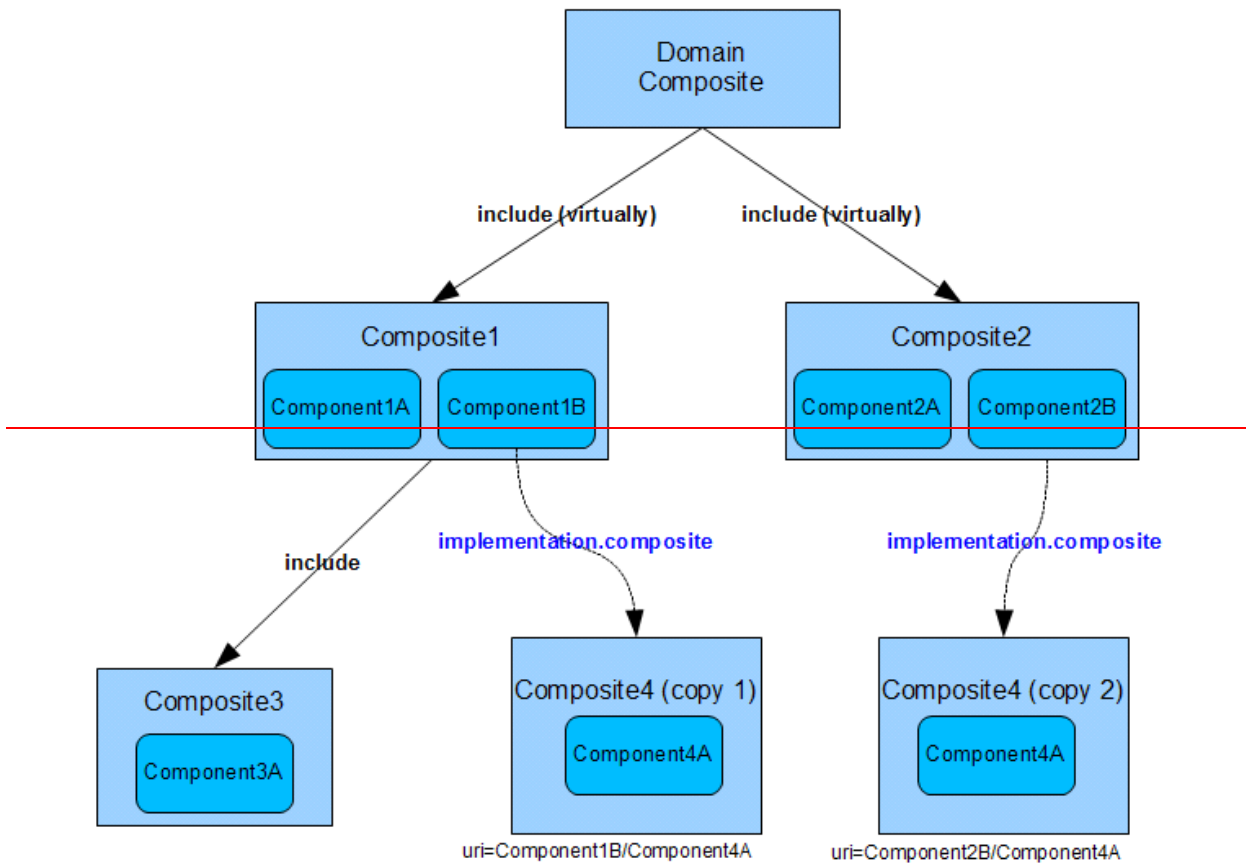 Domain
Composite
include (virtually)
include (virtually)
Composite1
Composite2
Component1A
Component1B
Component2A
Component2B
implementation.composite
implementation.composite
include
Composite3
Composite4 (copy 1)
Composite4 (copy 2)
Component3A
Component4A
Component4A
uri=Component1B/Component4A
uri=Component2B/Component4A